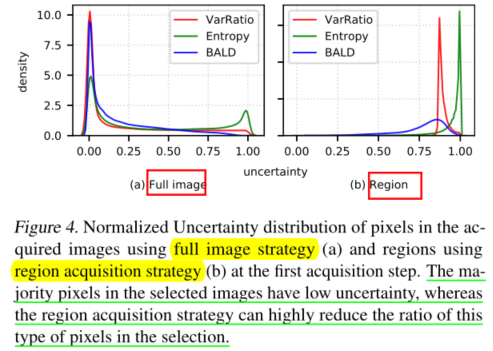 10.0
7.5
5.0
2.5
0.0
density
VarRatio
Entropy
BALD
0.00 0.25 0.50 0.75 1.00
VarRatio
Entropy
BALD
0.00 0.25 0.50 0.75 1.00
uncertainty
(a) Full image
(b) Region
Figure 4. Normalized Uncertainty distribution of pixels in the ac-
quired images using full image strategy (a) and regions using
region acquisition strategy (b) at the first acquisition step. The ma-
jority pixels in the selected images have low uncertainty, whereas
the region acquisition strategy can highly reduce the ratio of this
type of pixels in the selection.